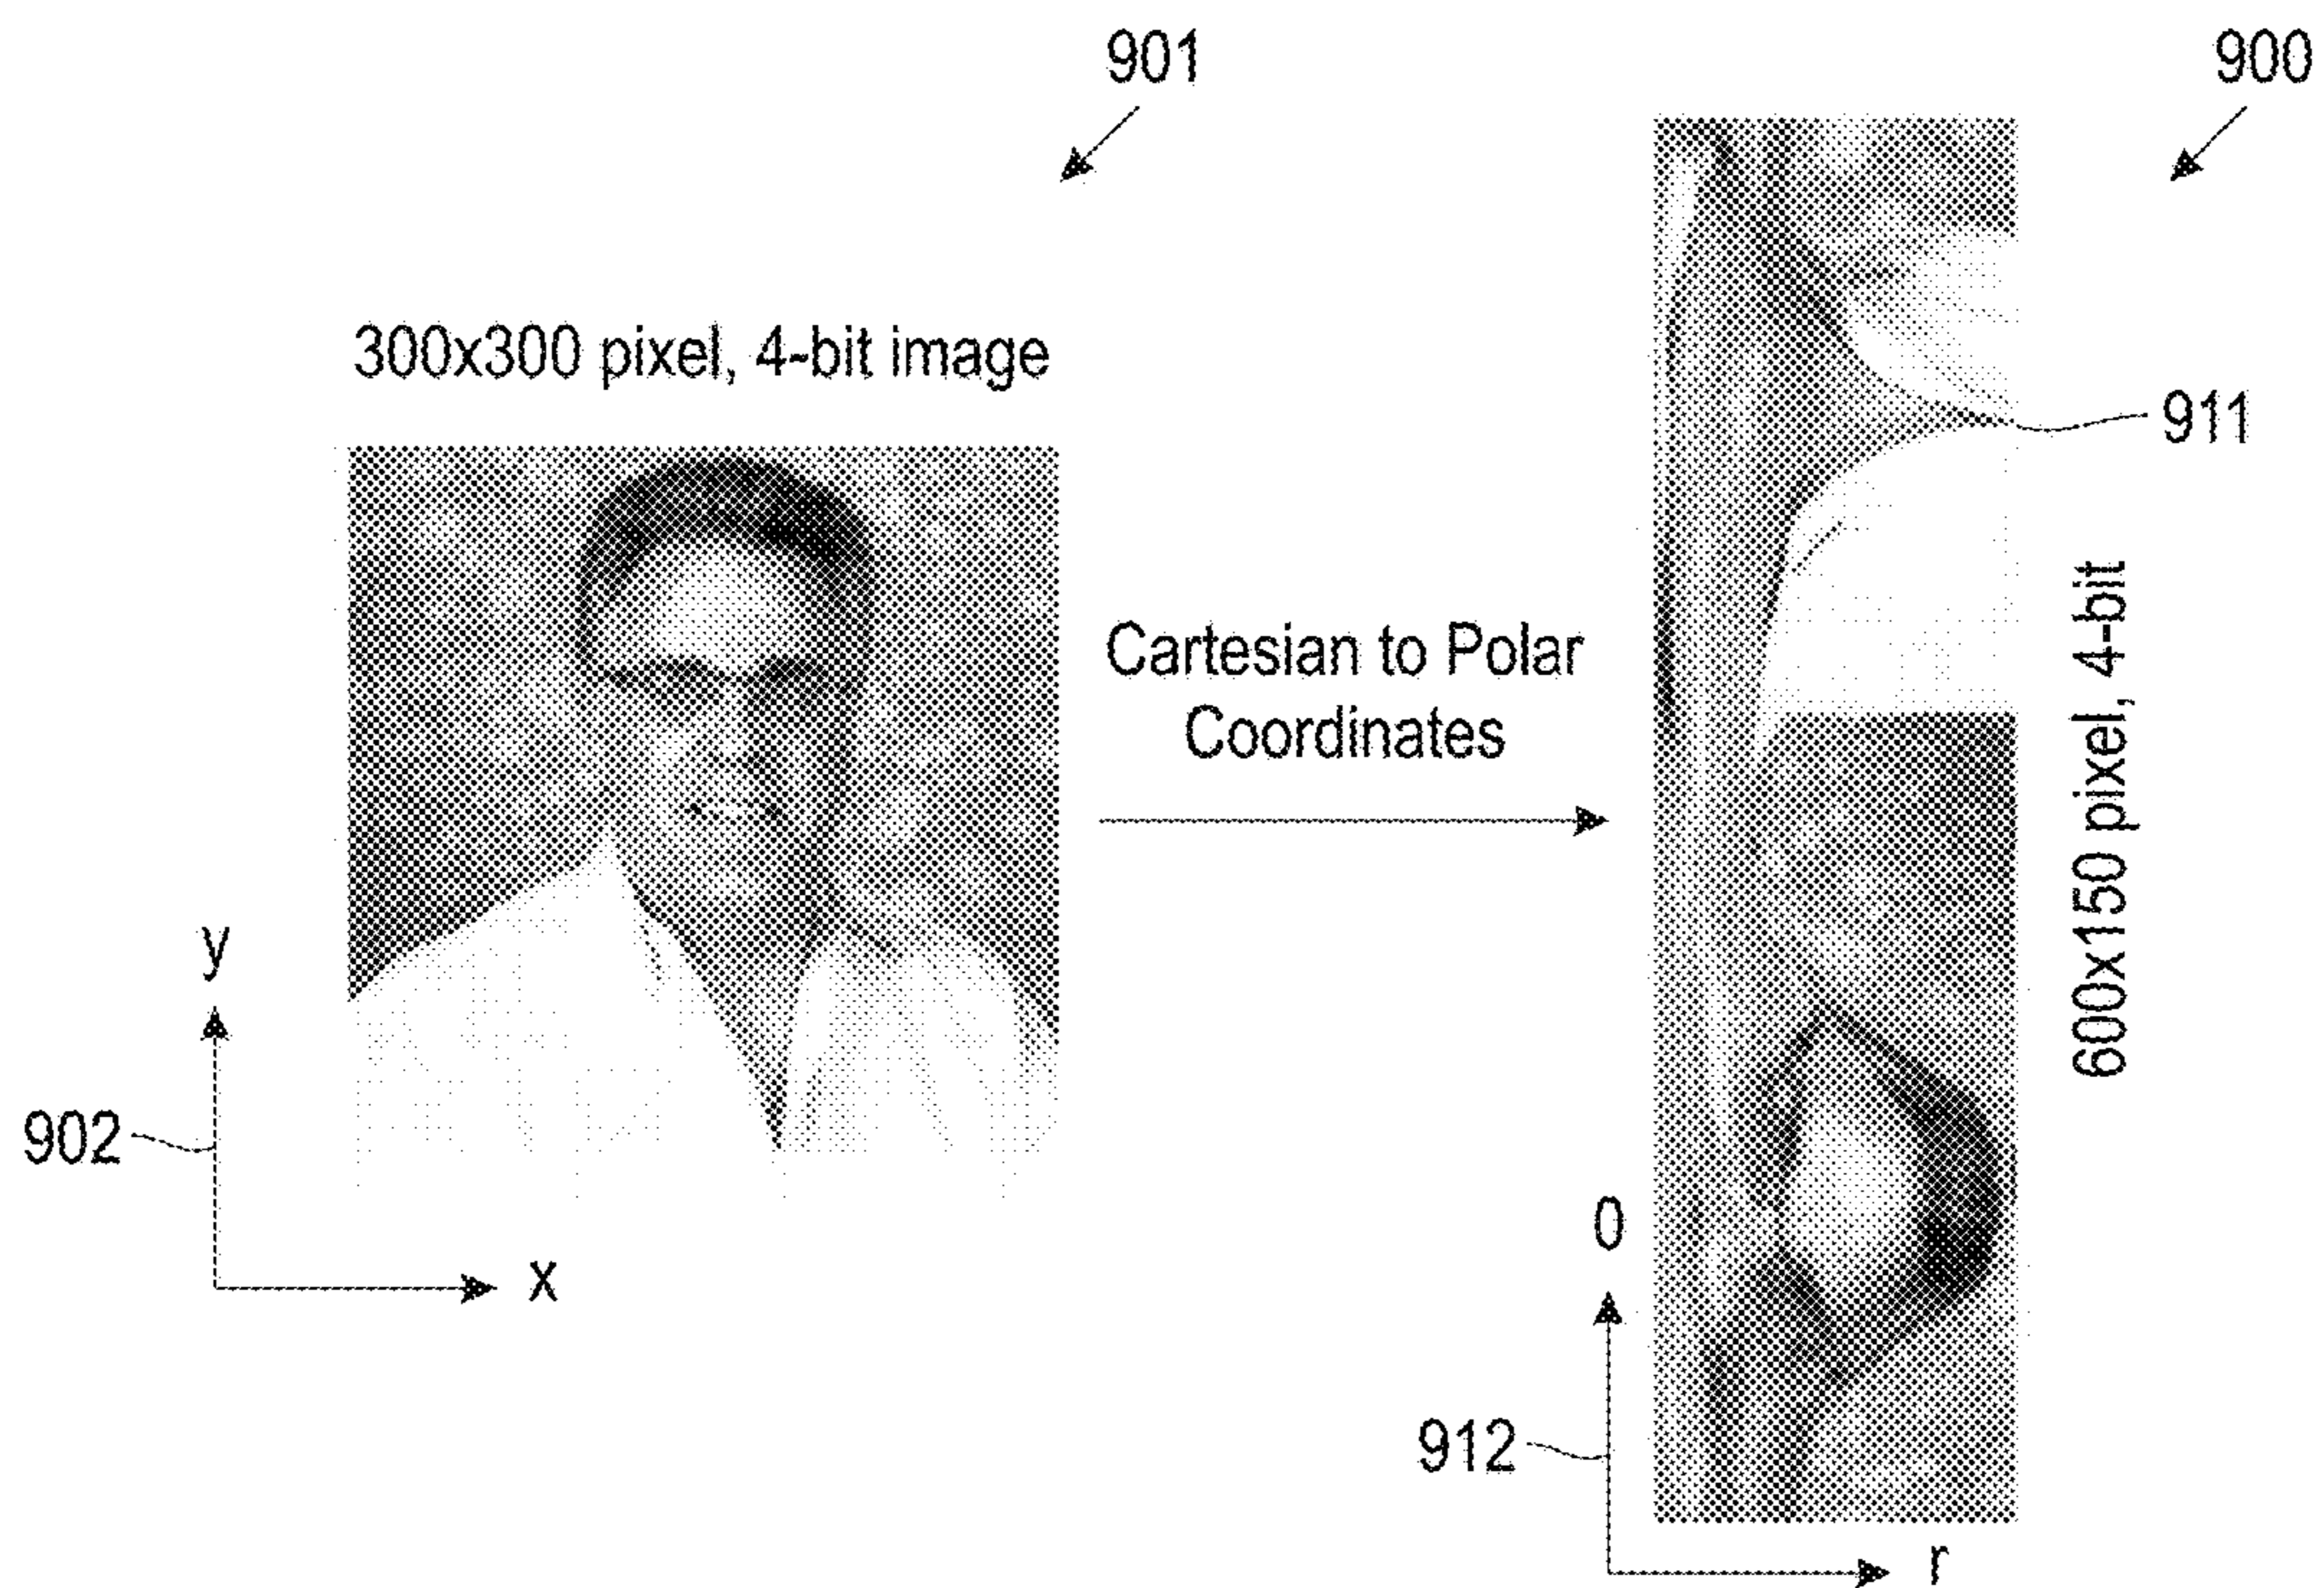 901
900
300x300 pixel, 4-bit image
911
Cartesian to Polar
Coordinates
600x150 pixel, 4-bit
y
902
x
0
912
r